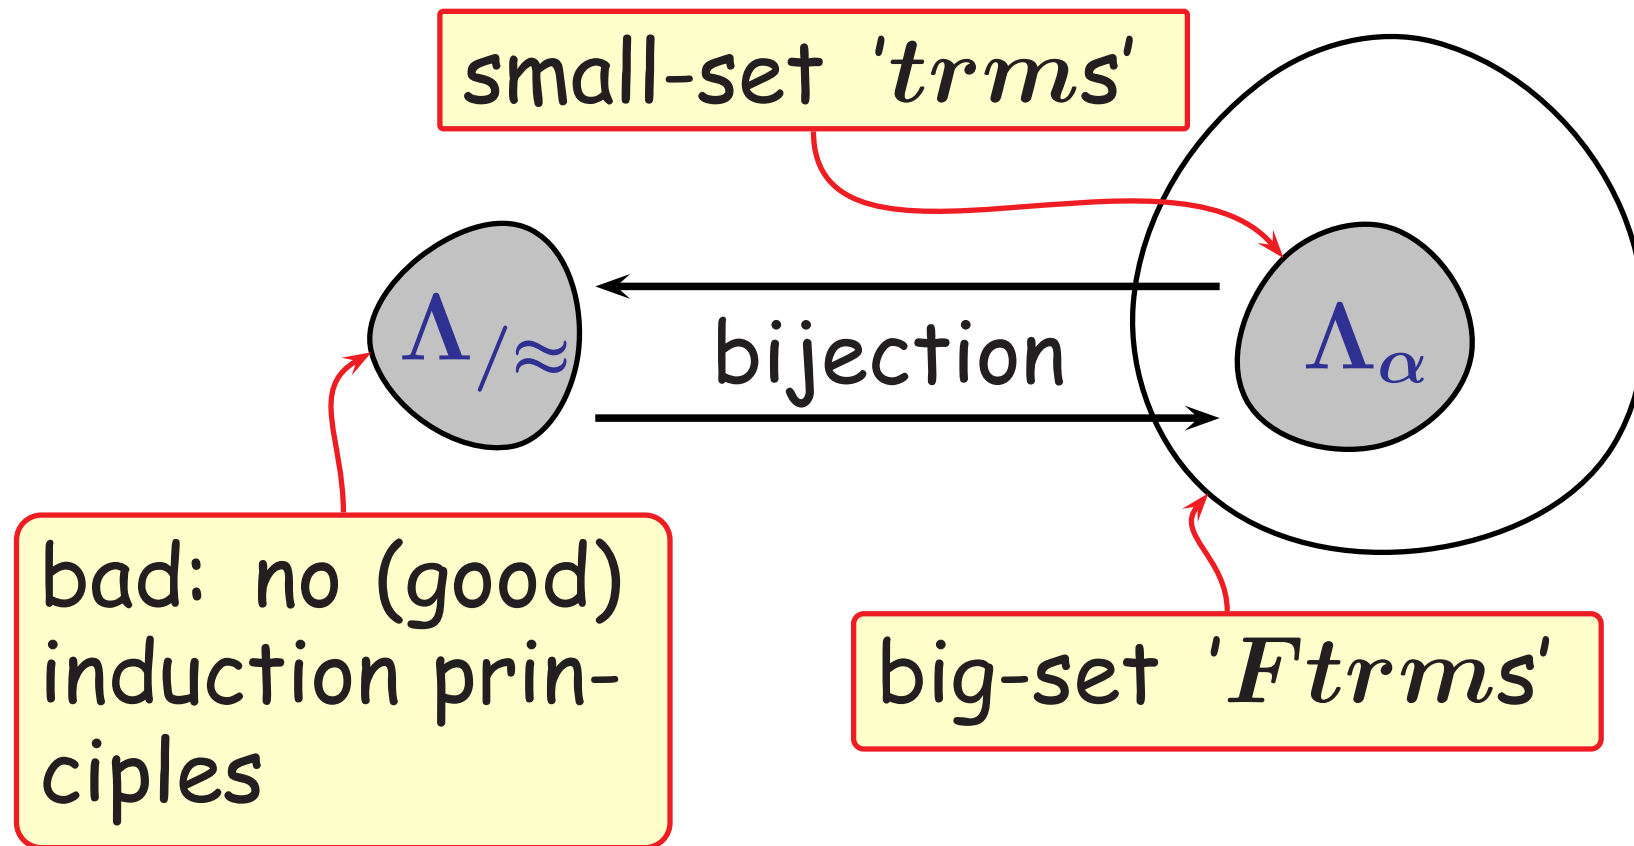 small-set 'trms'
Λ/≈
bijection
Λα
bad: no (good)
induction prin-
ciples
big-set 'Ftrms'